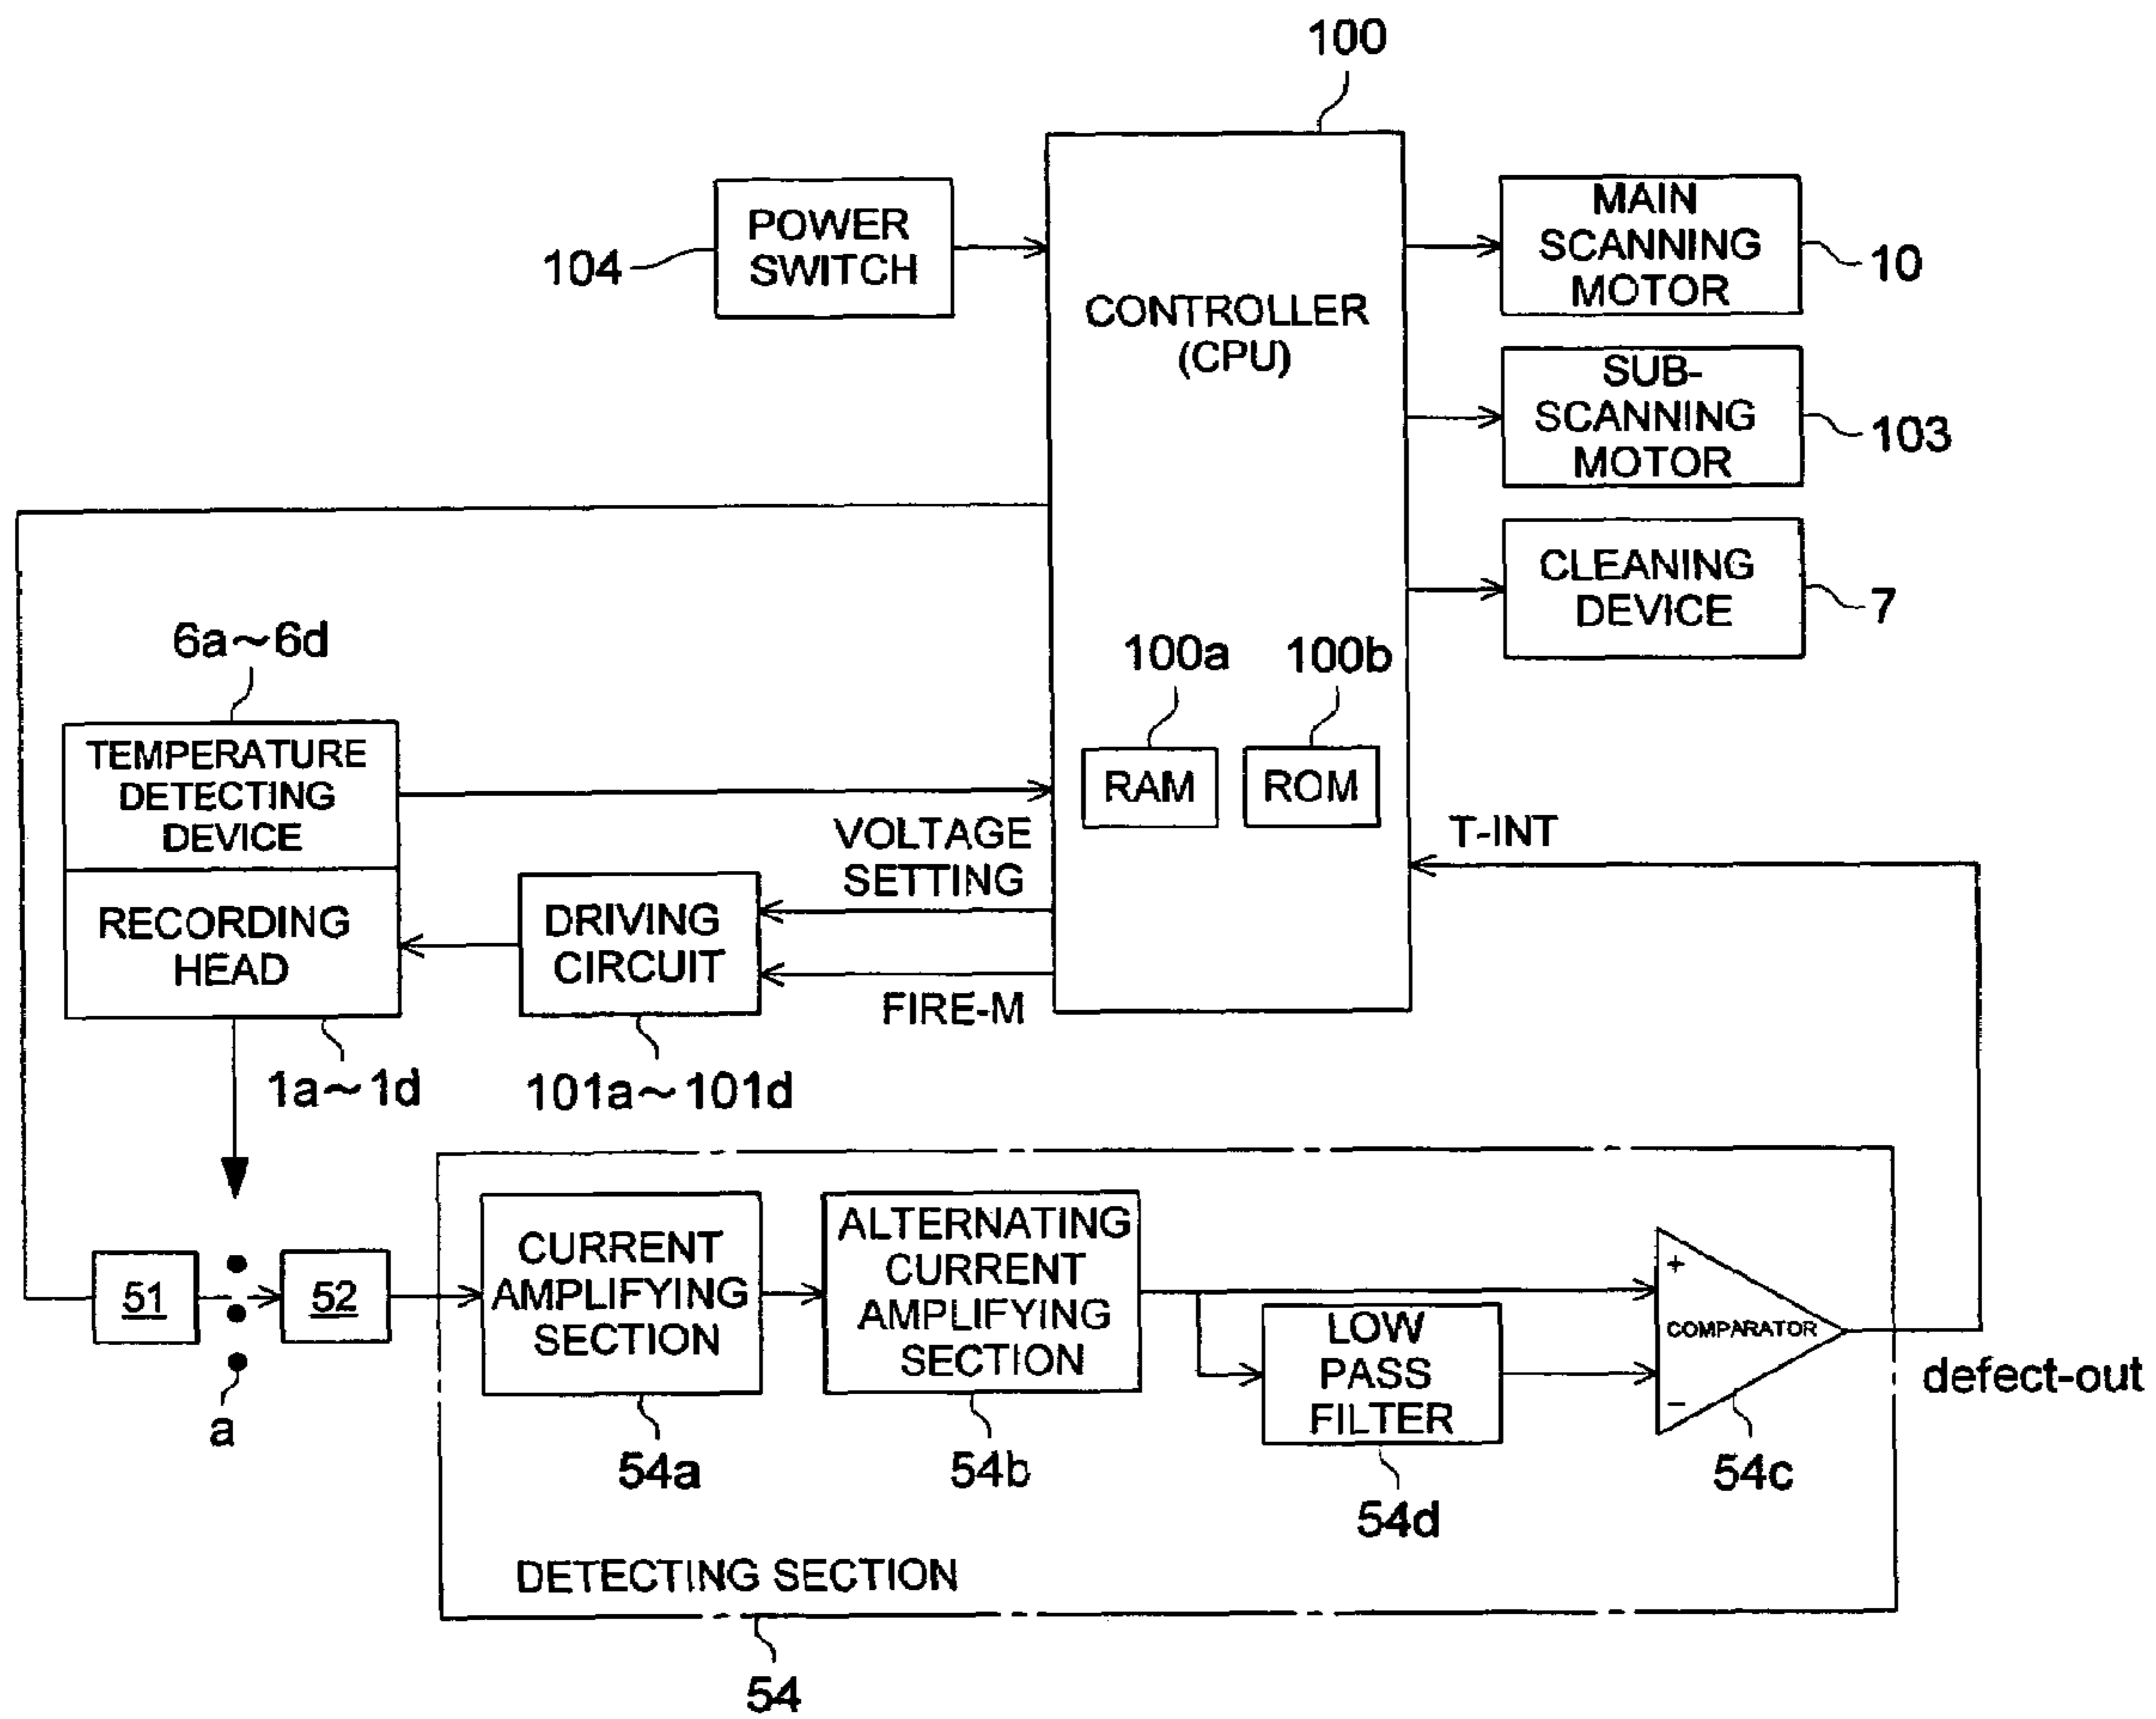 100
POWER
SWITCH
104
CONTROLLER
(CPU)
MAIN
SCANNING
MOTOR
10
SUB-
SCANNING
MOTOR
103
CLEANING
DEVICE
7
6a~6d
100a
100b
TEMPERATURE
DETECTING
DEVICE
RAM
ROM
VOLTAGE
SETTING
T-INT
RECORDING
HEAD
DRIVING
CIRCUIT
FIRE-M
1a~1d
101a~101d
51
52
a
CURRENT
AMPLIFYING
SECTION
54a
ALTERNATING
CURRENT
AMPLIFYING
SECTION
54b
LOW
PASS
FILTER
54d
+
COMPARATOR
−
54c
defect-out
DETECTING SECTION
54